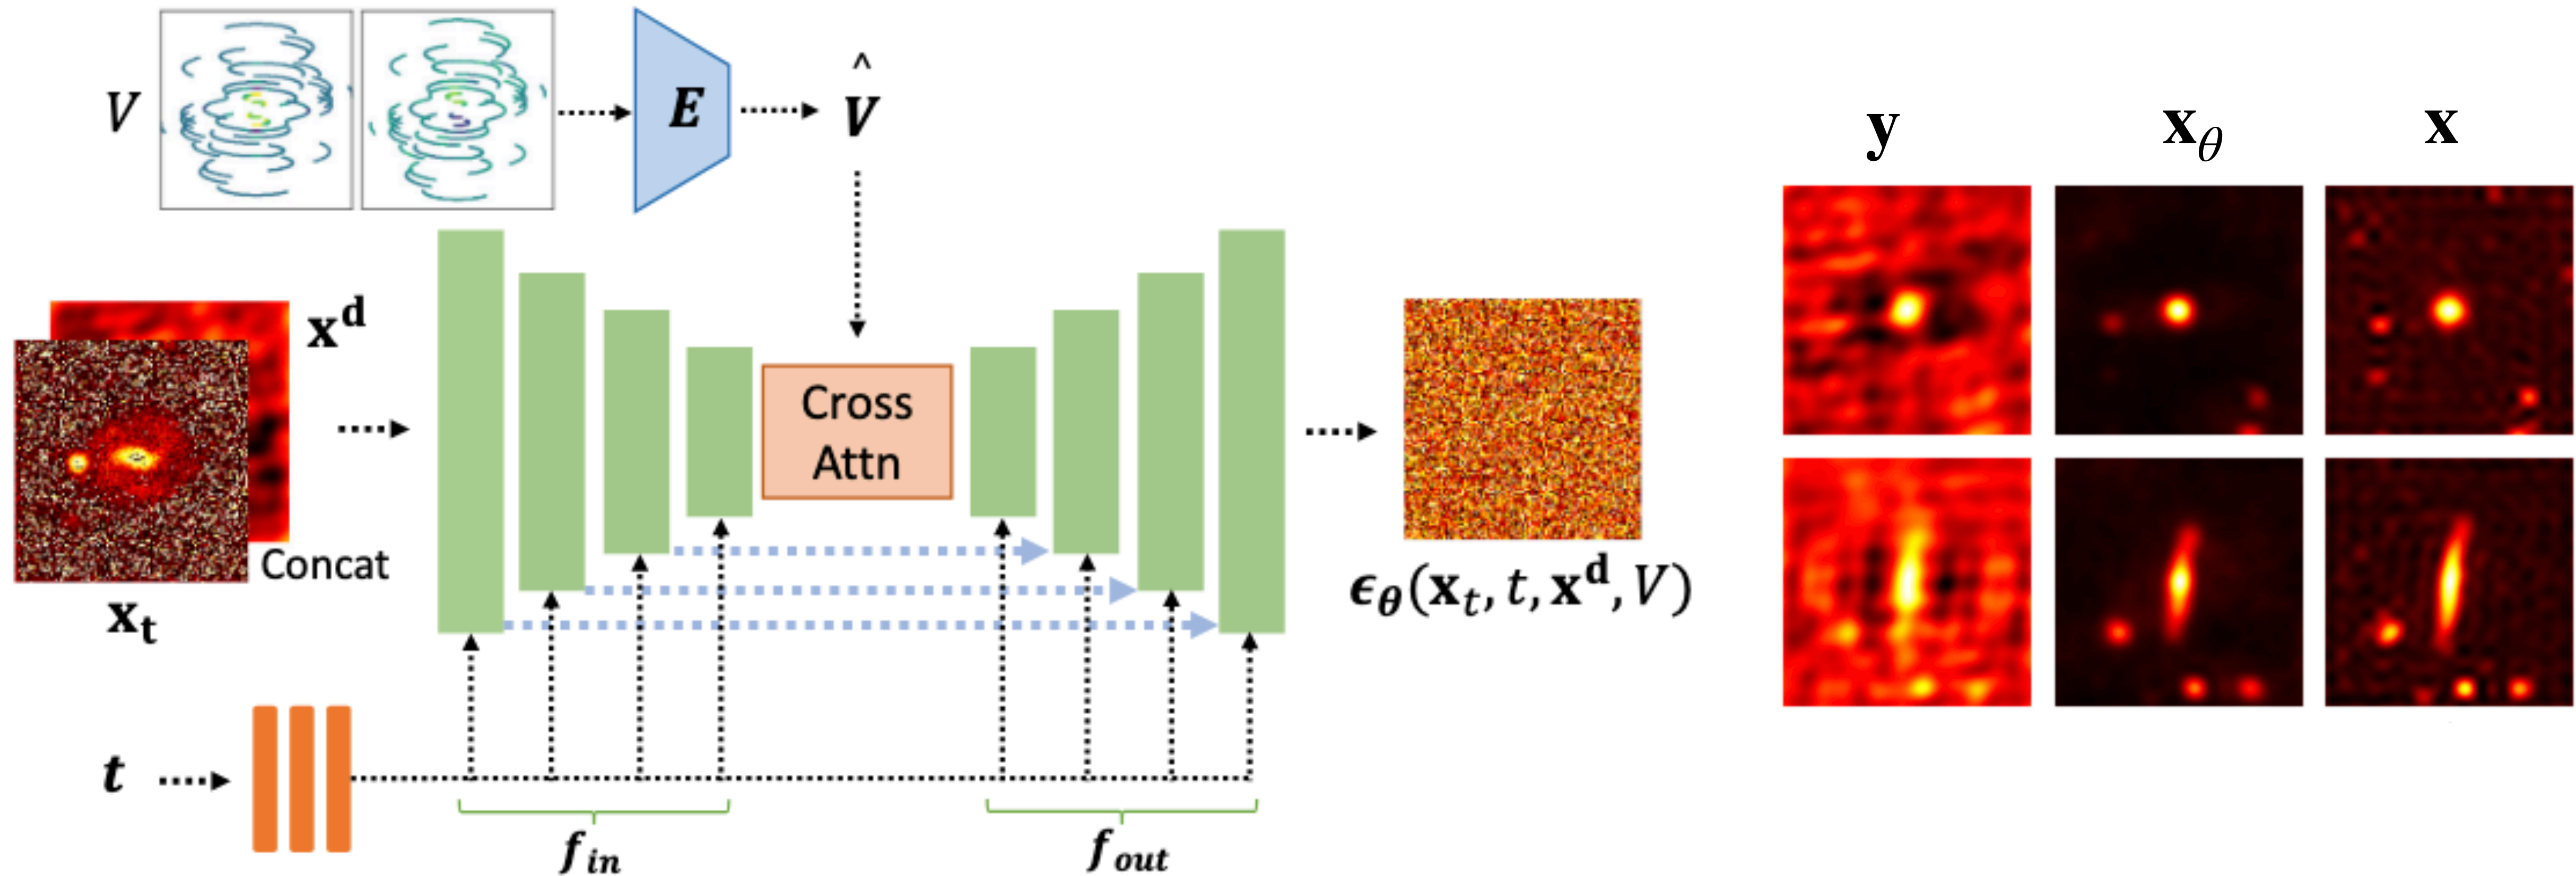 V
E
V̂
y
x_θ
x
x^d
Cross
Attn
Concat
x_t
ϵ_θ(x_t, t, x^d, V)
t
f_in
f_out